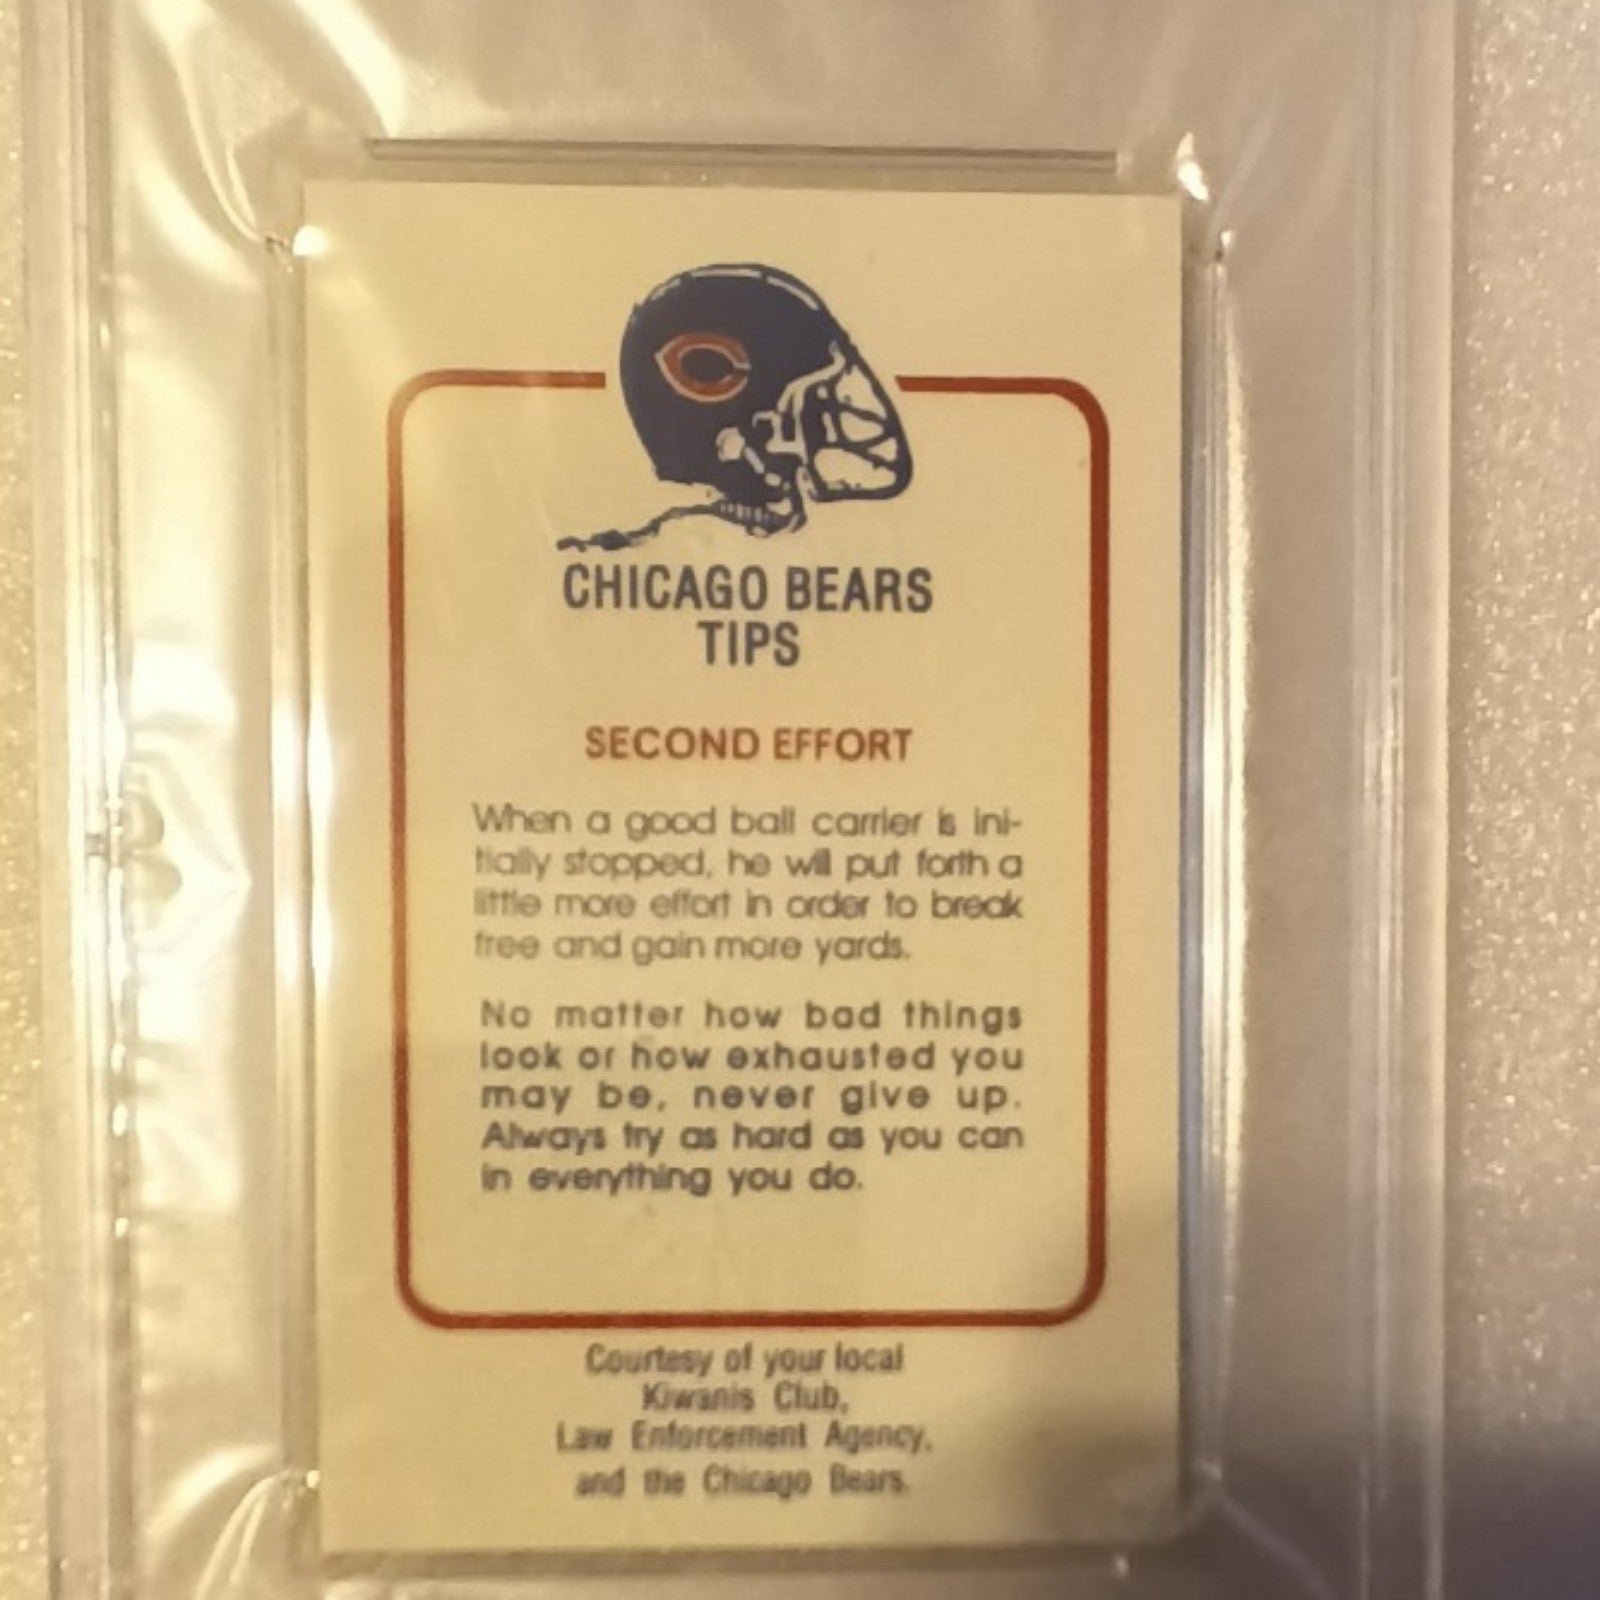 CHICAGO BEARS
TIPS
SECOND EFFORT
When a good ball carrier is ini-
tially stopped, he will put forth a
little more effort in order to break
free and gain more yards.
No matter how bad things
look or how exhausted you
may be, never give up.
Always try as hard as you can
in everything you do.
Courtesy of your local
Kiwanis Club,
Law Enforcement Agency,
and the Chicago Bears.